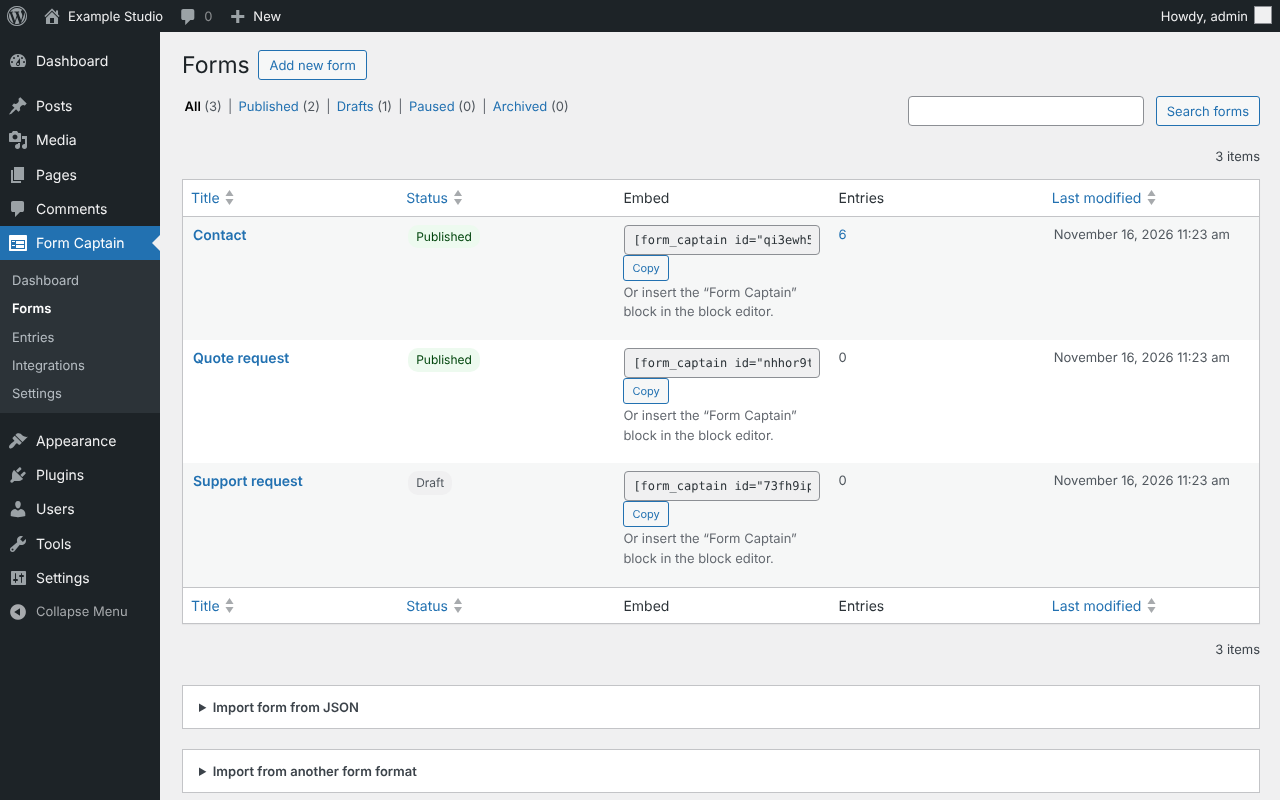 Example Studio 0 New Howdy, admin
Dashboard
Posts
Media
Pages
Comments
Form Captain
Dashboard
Forms
Entries
Integrations
Settings
Appearance
Plugins
Users
Tools
Settings
Collapse Menu
Forms Add new form
All (3) | Published (2) | Drafts (1) | Paused (0) | Archived (0)
Search forms
3 items
Title Status Embed Entries Last modified
Contact Published [form_captain id="qi3ewh5 6 November 16, 2026 11:23 am
Copy
Or insert the “Form Captain”
block in the block editor.
Quote request Published [form_captain id="nhhor9t 0 November 16, 2026 11:23 am
Copy
Or insert the “Form Captain”
block in the block editor.
Support request Draft [form_captain id="73fh9ip 0 November 16, 2026 11:23 am
Copy
Or insert the “Form Captain”
block in the block editor.
Title Status Embed Entries Last modified
3 items
Import form from JSON
Import from another form format